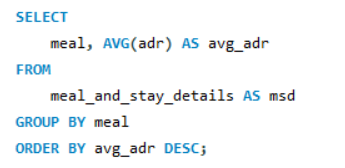 SELECT
meal, AVG(adr) AS avg_adr
FROM
meal_and_stay_details AS msd
GROUP BY meal
ORDER BY avg_adr DESC;